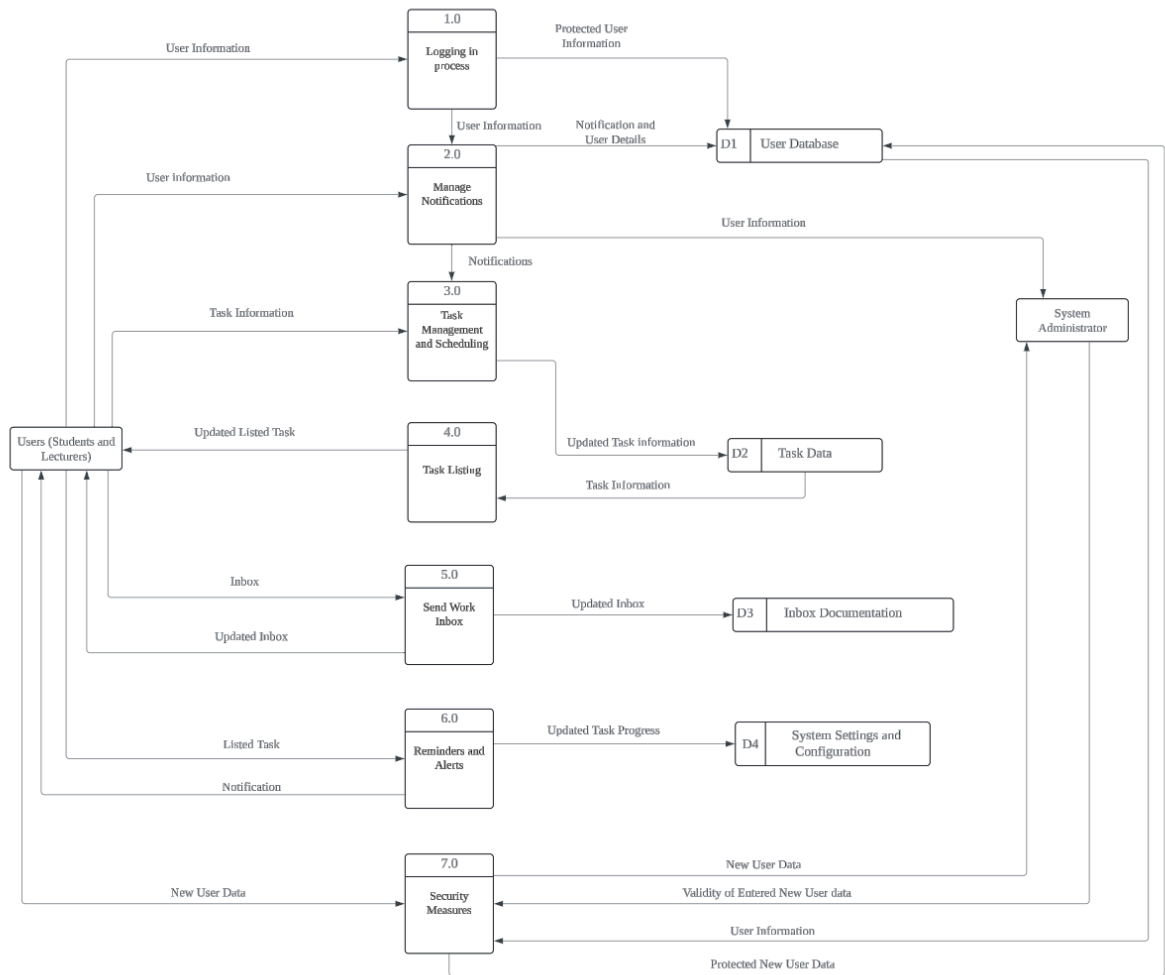 1.0
Logging in
process
User Information
Protected User
Information
User Information
Notification and
User Details
D1
User Database
2.0
Manage
Notifications
User information
User Information
Notifications
3.0
Task
Management
and Scheduling
Task Information
System
Administrator
Users (Students and
Lecturers)
Updated Listed Task
4.0
Task Listing
Updated Task information
D2
Task Data
Task Information
5.0
Send Work
Inbox
Inbox
Updated Inbox
Updated Inbox
D3
Inbox Documentation
6.0
Reminders and
Alerts
Listed Task
Notification
Updated Task Progress
D4
System Settings and
Configuration
7.0
Security
Measures
New User Data
New User Data
Validity of Entered New User data
User Information
Protected New User Data